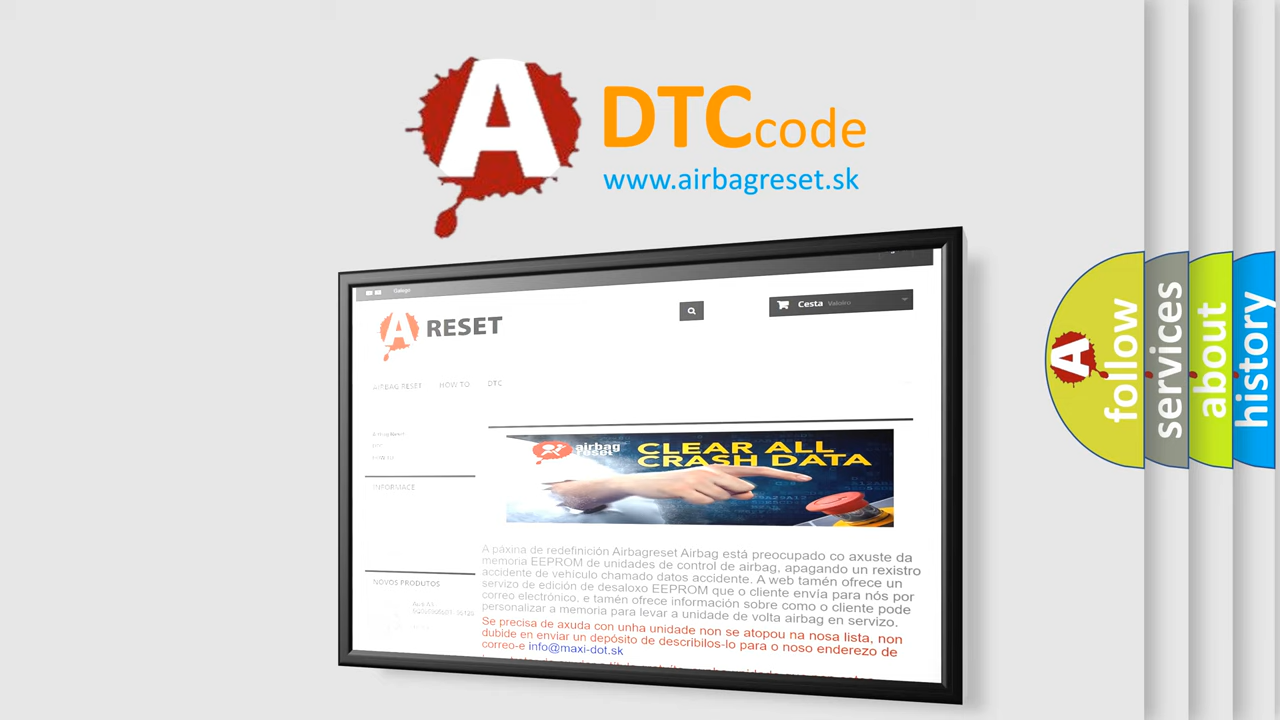 A
DTC code
www.airbagreset.sk
Galego
A RESET
Cesta
AIRBAG RESET HOW TO DTC
INFORMACE
airbag
reset
CLEAR ALL
CRASH DATA
A páxina de redefinición Airbagreset Airbag está preocupado co axuste da
memoria EEPROM de unidades de control de airbag, apagando un rexistro
accidente de vehículo chamado datos accidente. A web tamén ofrece un
servizo de edición de desaloxo EEPROM que o cliente envía para nós por
correo electrónico, e tamén ofrece información sobre como o cliente pode
personalizar a memoria para levar a unidade de volta airbag en servizo.
Se precisa de axuda con unha unidade non se atopou na nosa lista, non
dubide en enviar un depósito de describilos-lo para o noso enderezo de
correo-e info@maxi-dot.sk
NOVOS PRODUTOS
A
follow
services
about
history